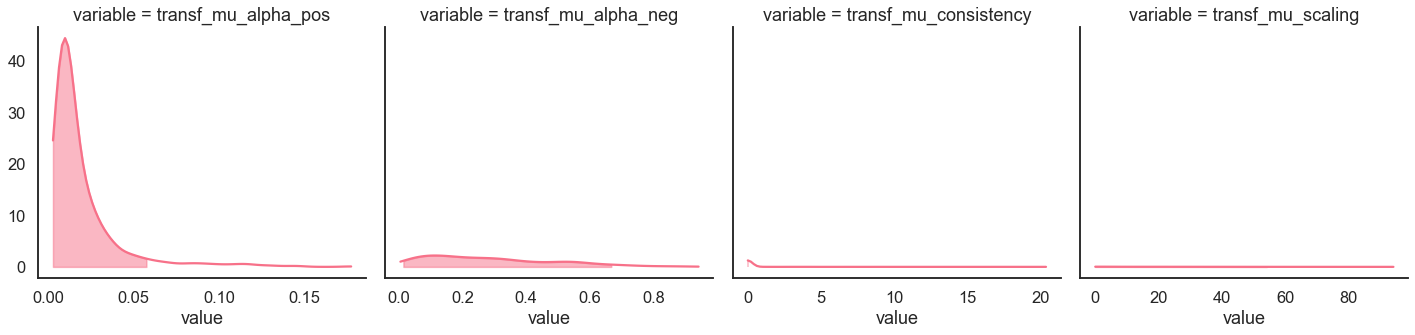 variable = transf_mu_alpha_pos
variable = transf_mu_alpha_neg
variable = transf_mu_consistency
variable = transf_mu_scaling
40
30
20
10
0
0.00 0.05 0.10 0.15
0.0 0.2 0.4 0.6 0.8
0 5 10 15 20
0 20 40 60 80
value
value
value
value